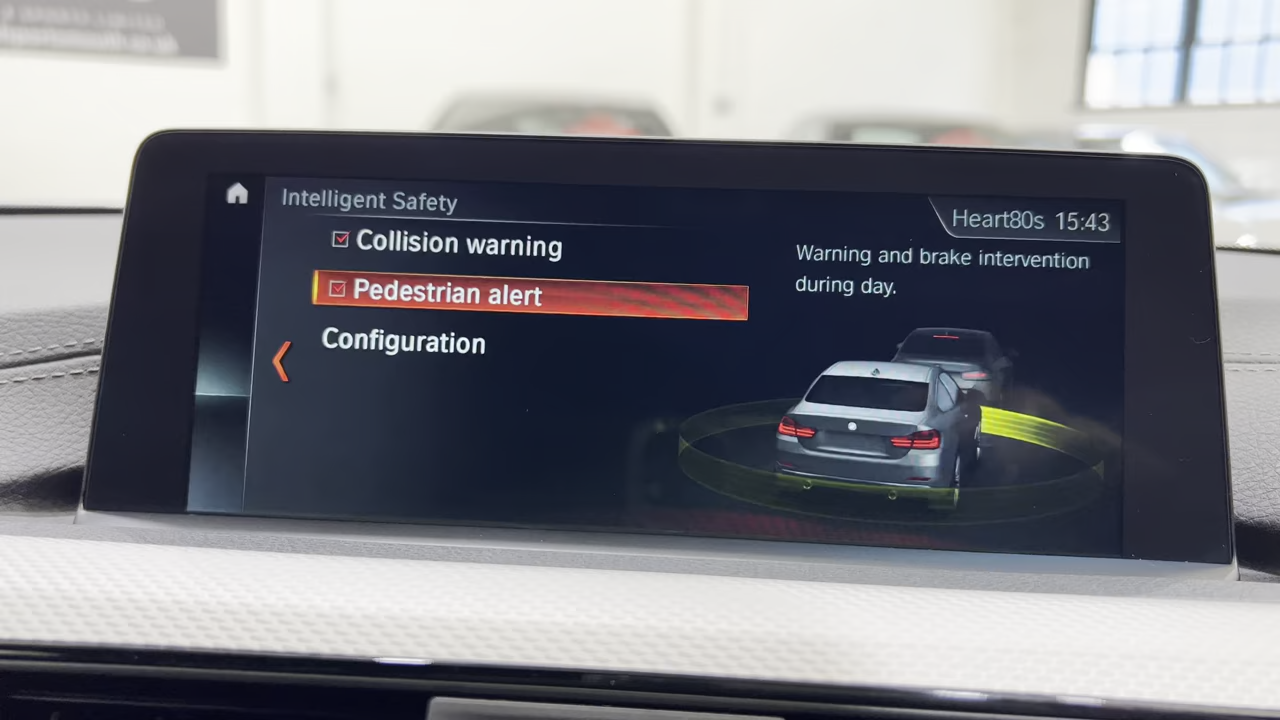 Intelligent Safety
Heart80s 15:43
Collision warning
Pedestrian alert
Configuration
Warning and brake intervention
during day.